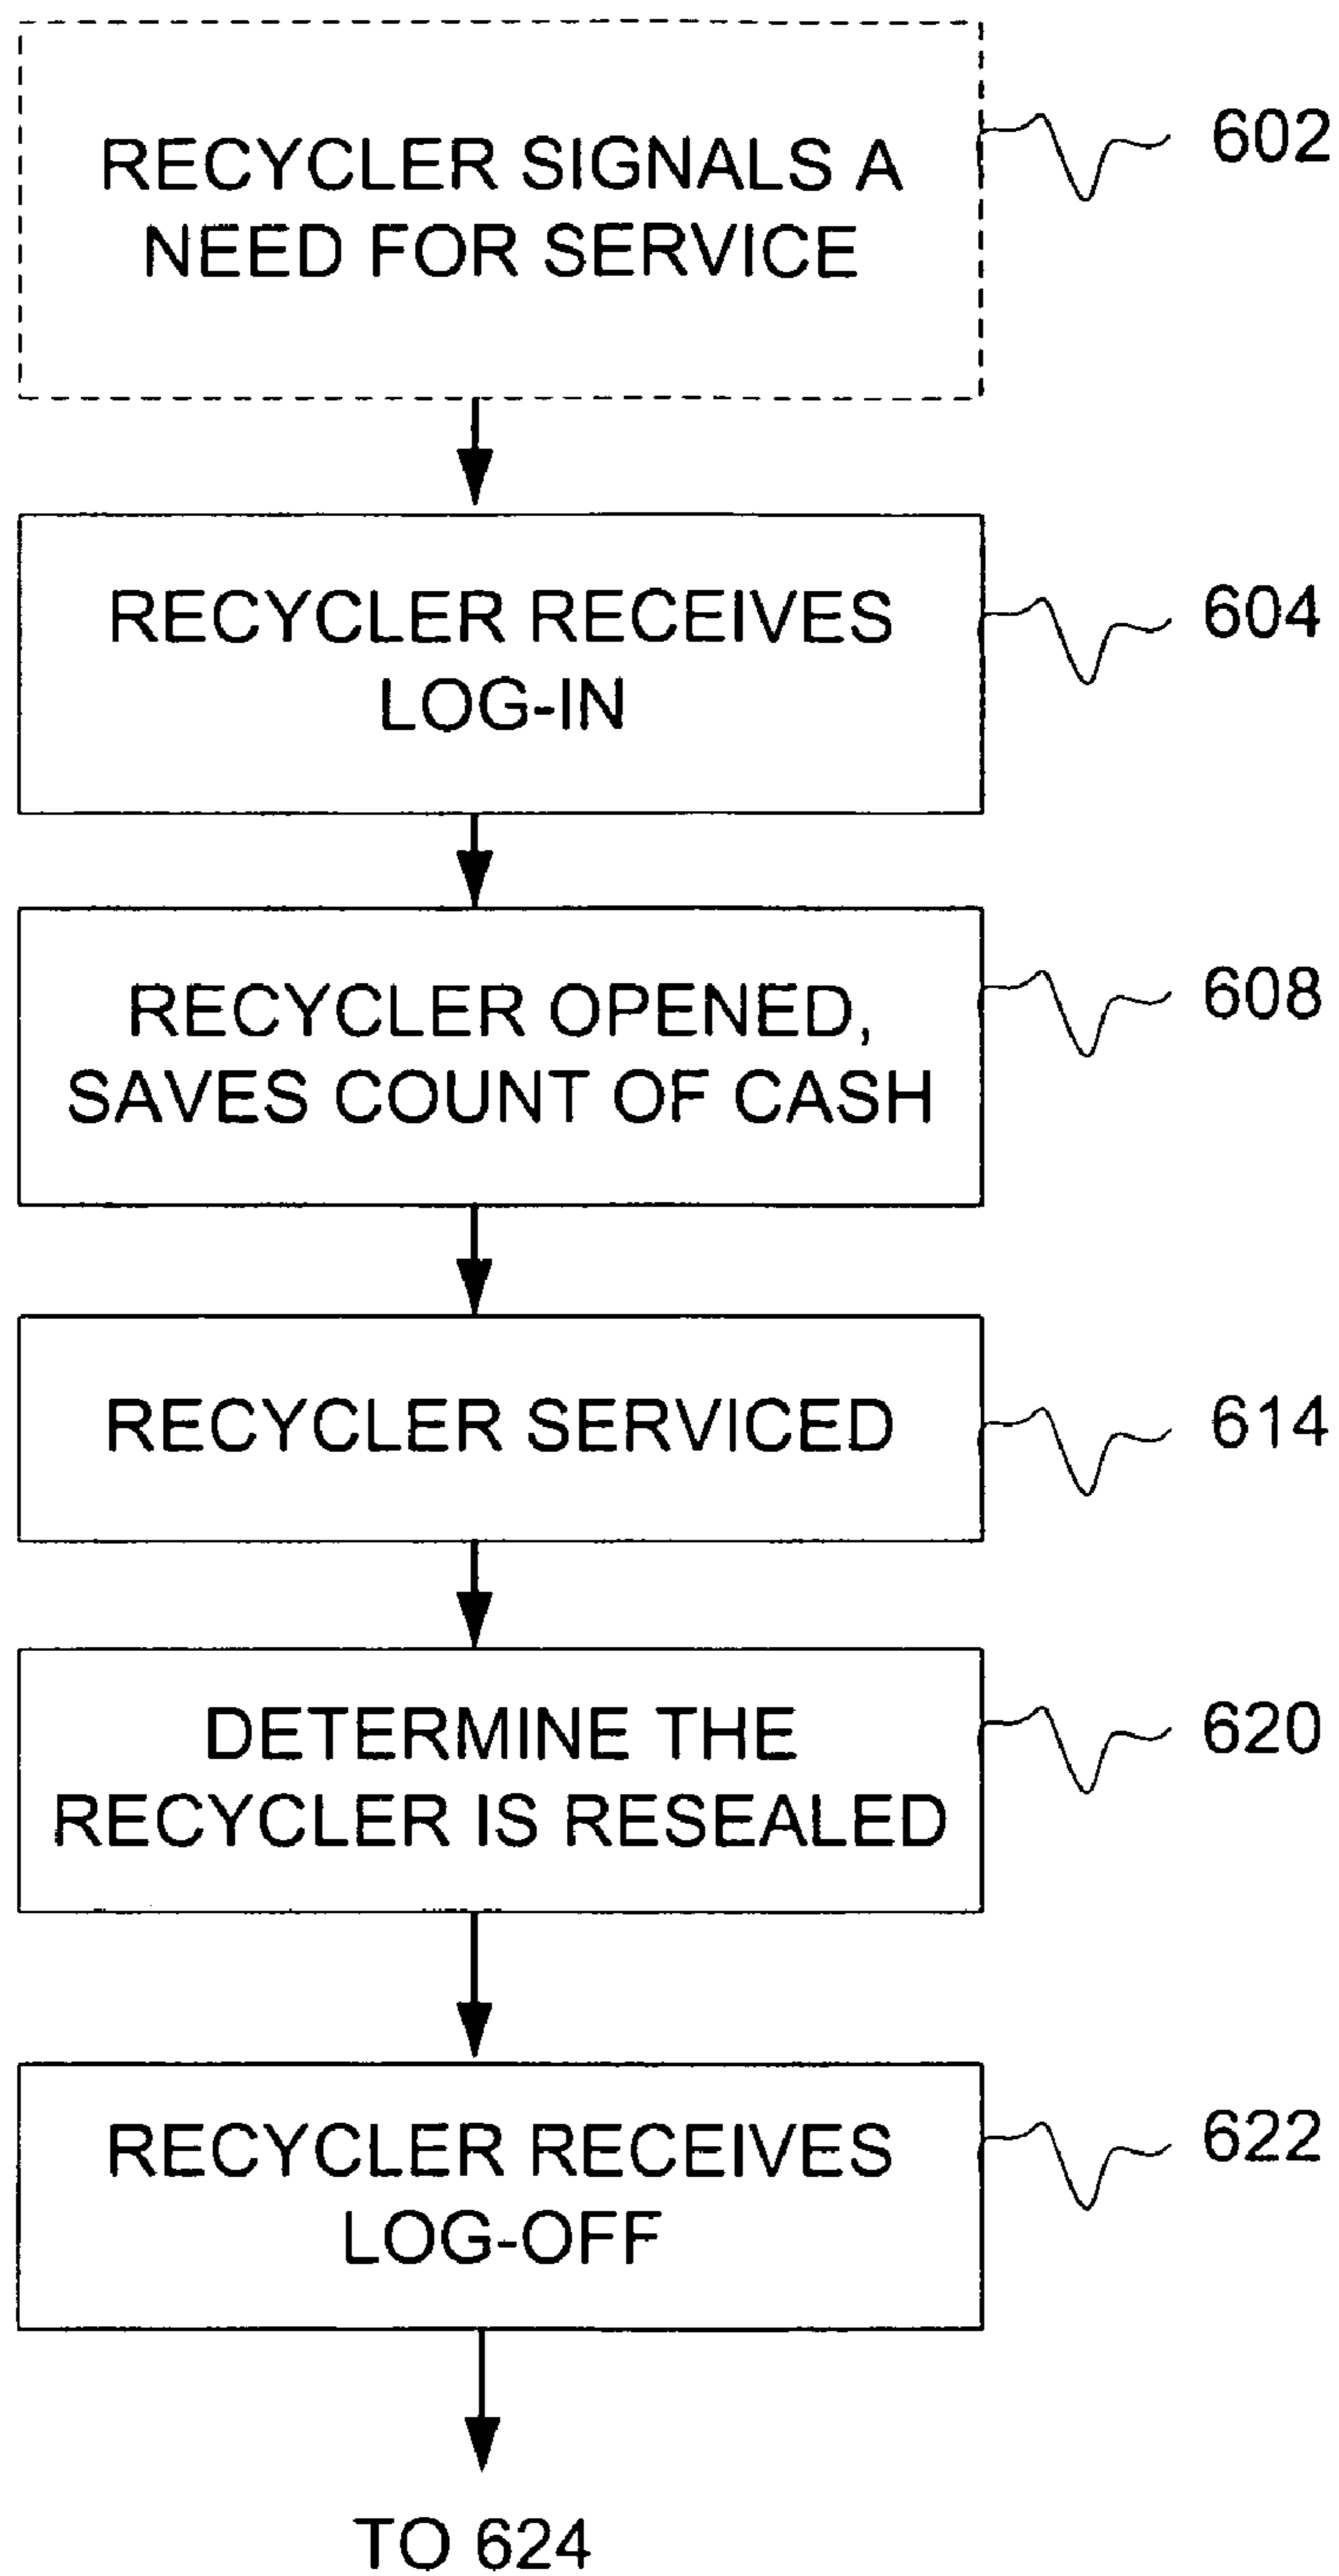 RECYCLER SIGNALS A
NEED FOR SERVICE
602
RECYCLER RECEIVES
LOG-IN
604
RECYCLER OPENED,
SAVES COUNT OF CASH
608
RECYCLER SERVICED
614
DETERMINE THE
RECYCLER IS RESEALED
620
RECYCLER RECEIVES
LOG-OFF
622
TO 624